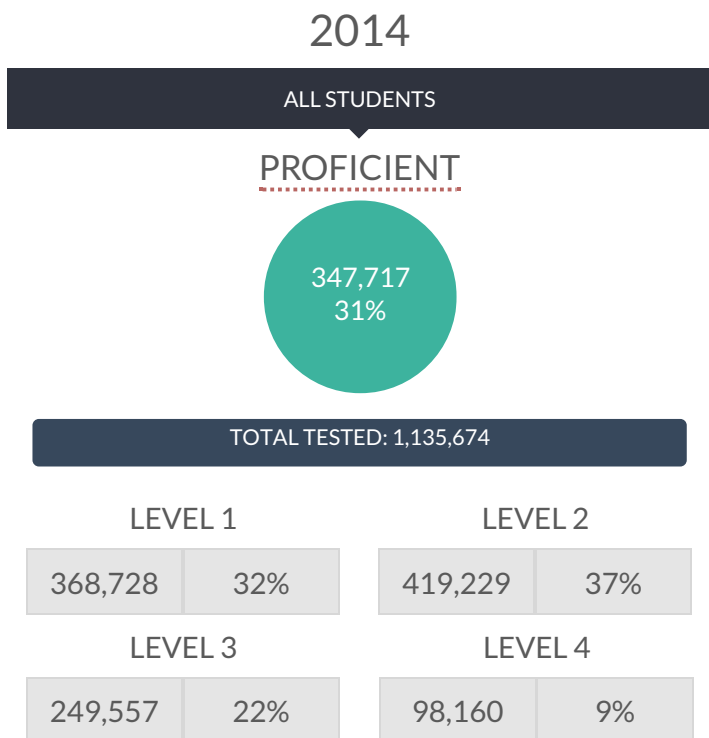 2014
ALL STUDENTS
PROFICIENT
347,717
31%
TOTAL TESTED: 1,135,674
LEVEL 1
LEVEL 2
368,728 32%
419,229 37%
LEVEL 3
LEVEL 4
249,557 22%
98,160 9%